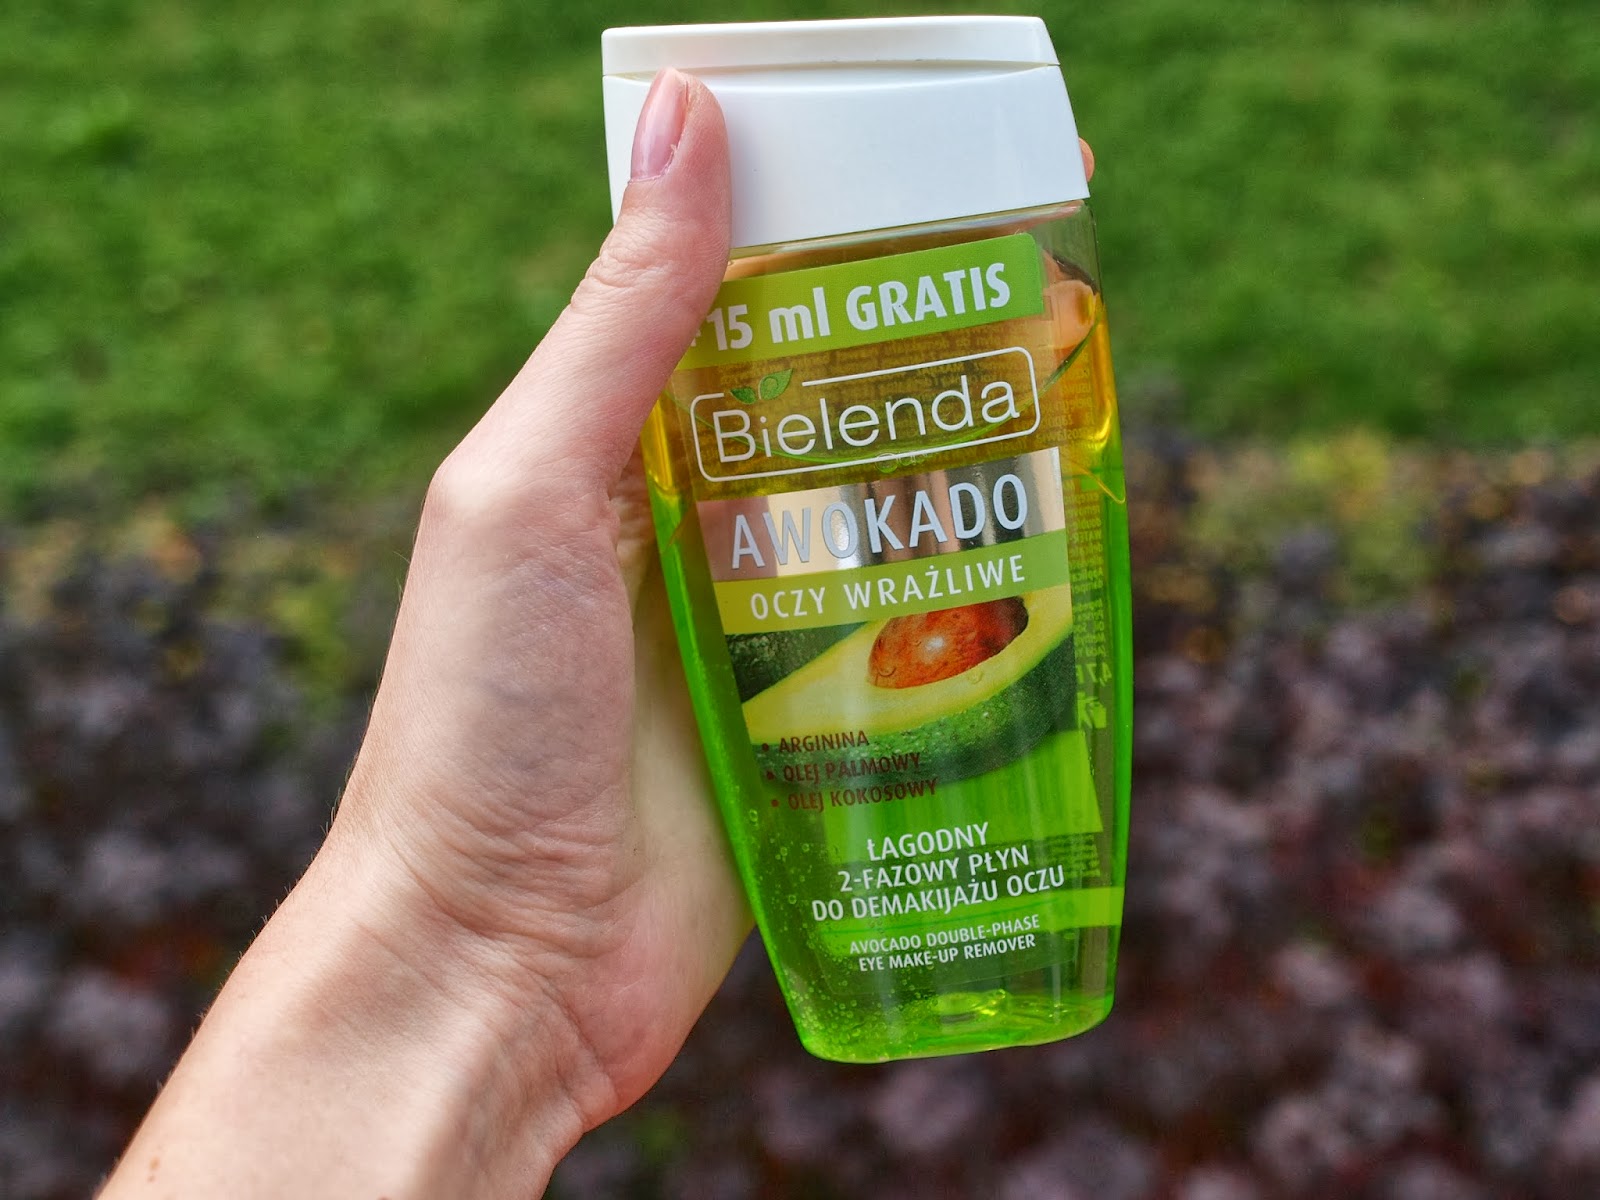 +15 ml GRATIS
Bielenda
AWOKADO
OCZY WRAŻLIWE
• ARGININA
• OLEJ PALMOWY
• OLEJ KOKOSOWY
ŁAGODNY
2-FAZOWY PŁYN
DO DEMAKIJAŻU OCZU
AVOCADO DOUBLE-PHASE
EYE MAKE-UP REMOVER